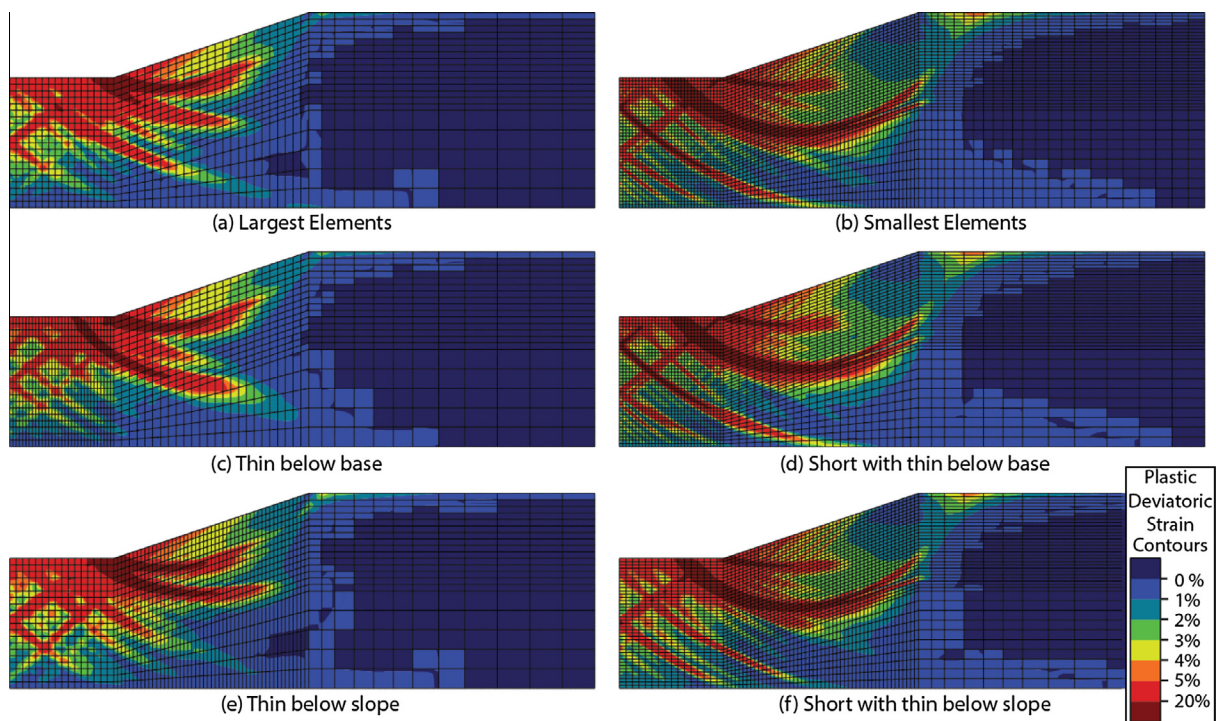 (a) Largest Elements
(b) Smallest Elements
(c) Thin below base
(d) Short with thin below base
(e) Thin below slope
(f) Short with thin below slope
Plastic
Deviatoric
Strain
Contours
0 %
1%
2%
3%
4%
5%
20%